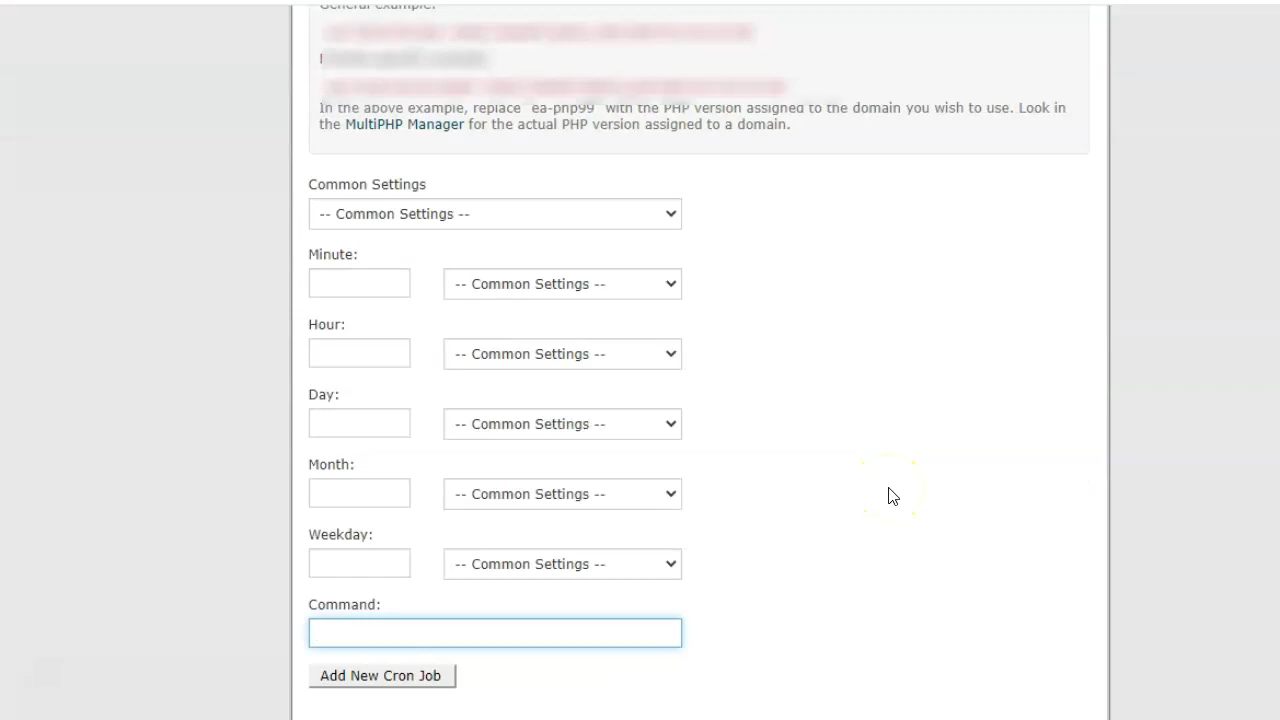 General example:
In the above example, replace "ea-php99" with the PHP version assigned to the domain you wish to use. Look in
the MultiPHP Manager for the actual PHP version assigned to a domain.
Common Settings
-- Common Settings --
Minute:
-- Common Settings --
Hour:
-- Common Settings --
Day:
-- Common Settings --
Month:
-- Common Settings --
Weekday:
-- Common Settings --
Command:
Add New Cron Job